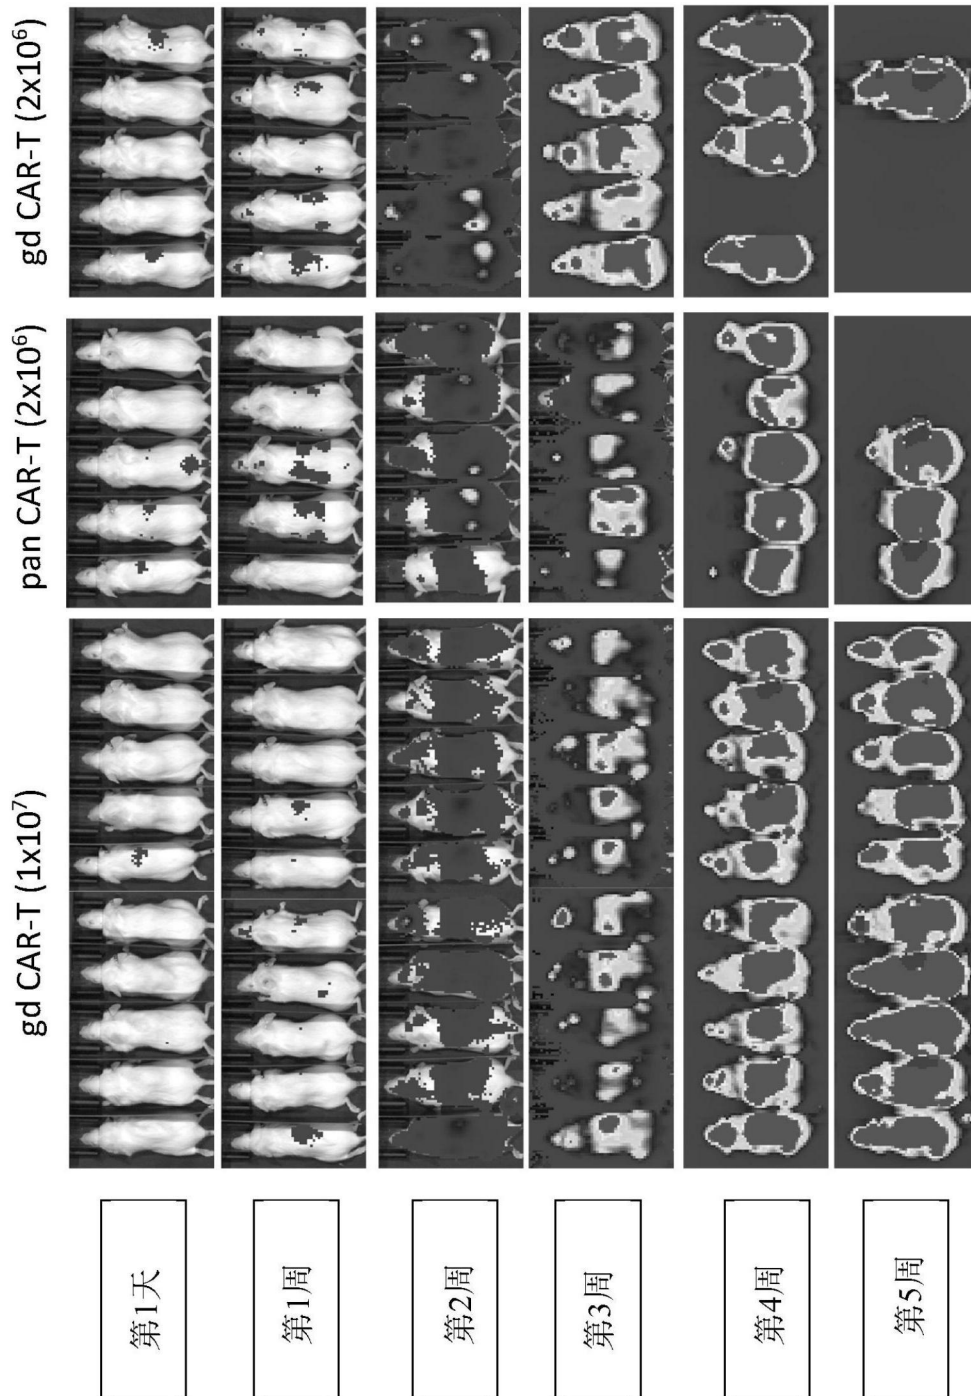 gd CAR-T (1x10⁷)
pan CAR-T (2x10⁶)
gd CAR-T (2x10⁶)
第1天
第1周
第2周
第3周
第4周
第5周